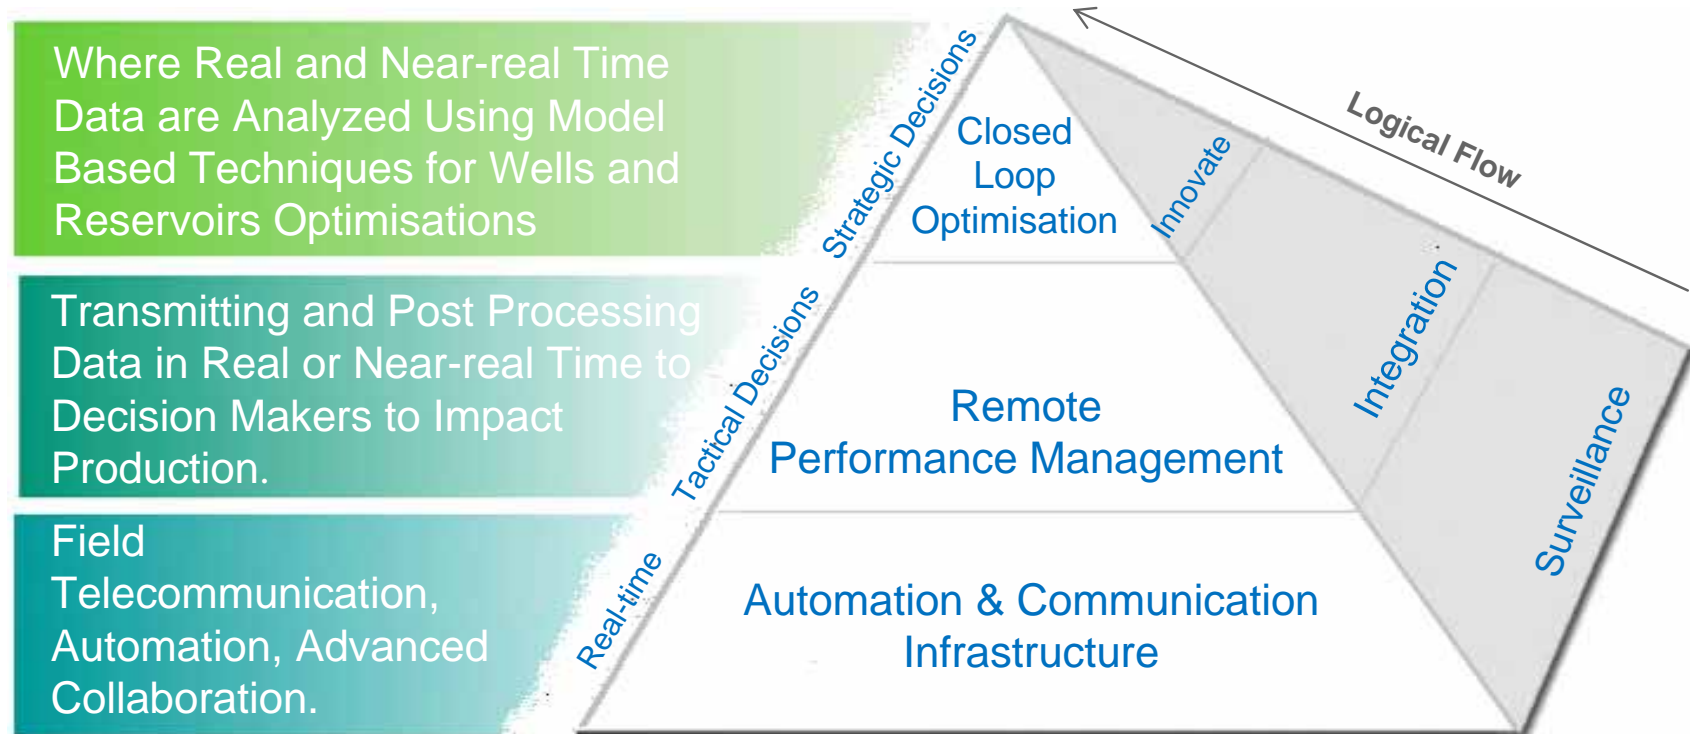 Where Real and Near-real Time
Data are Analyzed Using Model
Based Techniques for Wells and
Reservoirs Optimisations
Transmitting and Post Processing
Data in Real or Near-real Time to
Decision Makers to Impact
Production.
Field
Telecommunication,
Automation, Advanced
Collaboration.
Strategic Decisions
Tactical Decisions
Real-time
Closed
Loop
Optimisation
Remote
Performance Management
Automation & Communication
Infrastructure
Innovate
Integration
Surveillance
Logical Flow